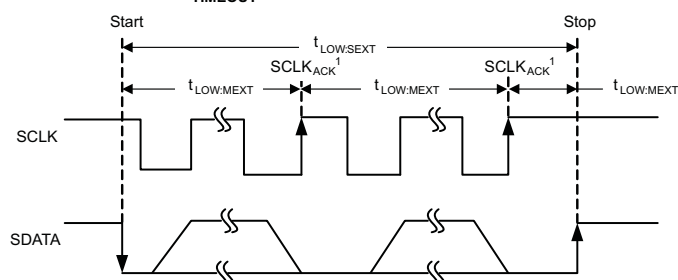 TIMEOUT
Start Stop
tLOW:SEXT
SCLKACK1 SCLKACK1
tLOW:MEXT tLOW:MEXT tLOW:MEXT
SCLK
SDATA